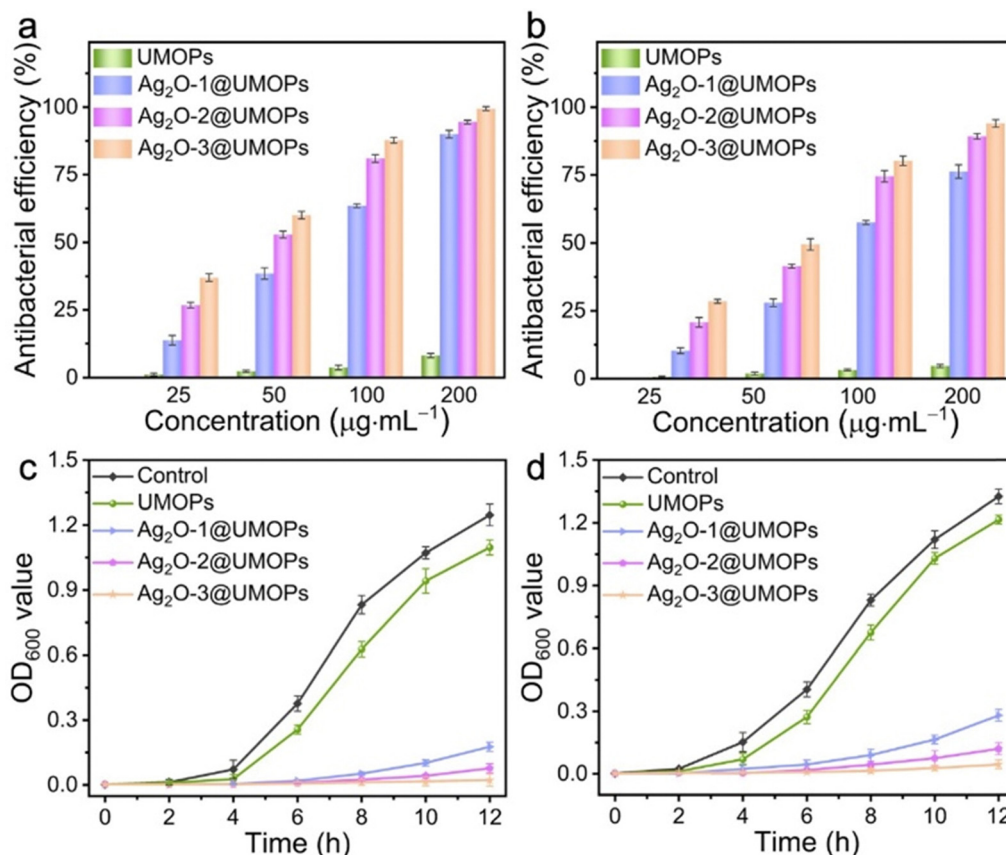 a
Antibacterial efficiency (%)
UMOPs
Ag₂O-1@UMOPs
Ag₂O-2@UMOPs
Ag₂O-3@UMOPs
100
75
50
25
0
25 50 100 200
Concentration (μg·mL⁻¹)
b
Antibacterial efficiency (%)
UMOPs
Ag₂O-1@UMOPs
Ag₂O-2@UMOPs
Ag₂O-3@UMOPs
100
75
50
25
0
25 50 100 200
Concentration (μg·mL⁻¹)
c
OD₆₀₀ value
Control
UMOPs
Ag₂O-1@UMOPs
Ag₂O-2@UMOPs
Ag₂O-3@UMOPs
1.5
1.2
0.9
0.6
0.3
0.0
0 2 4 6 8 10 12
Time (h)
d
OD₆₀₀ value
Control
UMOPs
Ag₂O-1@UMOPs
Ag₂O-2@UMOPs
Ag₂O-3@UMOPs
1.5
1.2
0.9
0.6
0.3
0.0
0 2 4 6 8 10 12
Time (h)